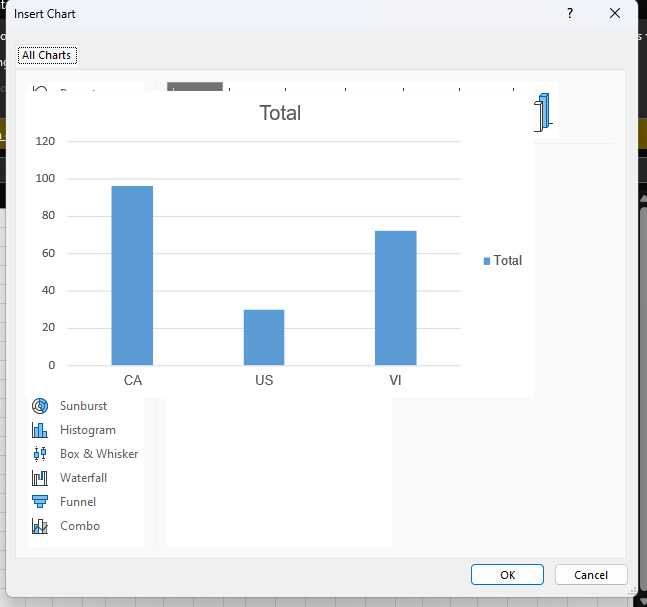 Insert Chart
?
All Charts
Total
120
100
80
60
40
20
0
CA
US
VI
Total
Sunburst
Histogram
Box & Whisker
Waterfall
Funnel
Combo
OK
Cancel